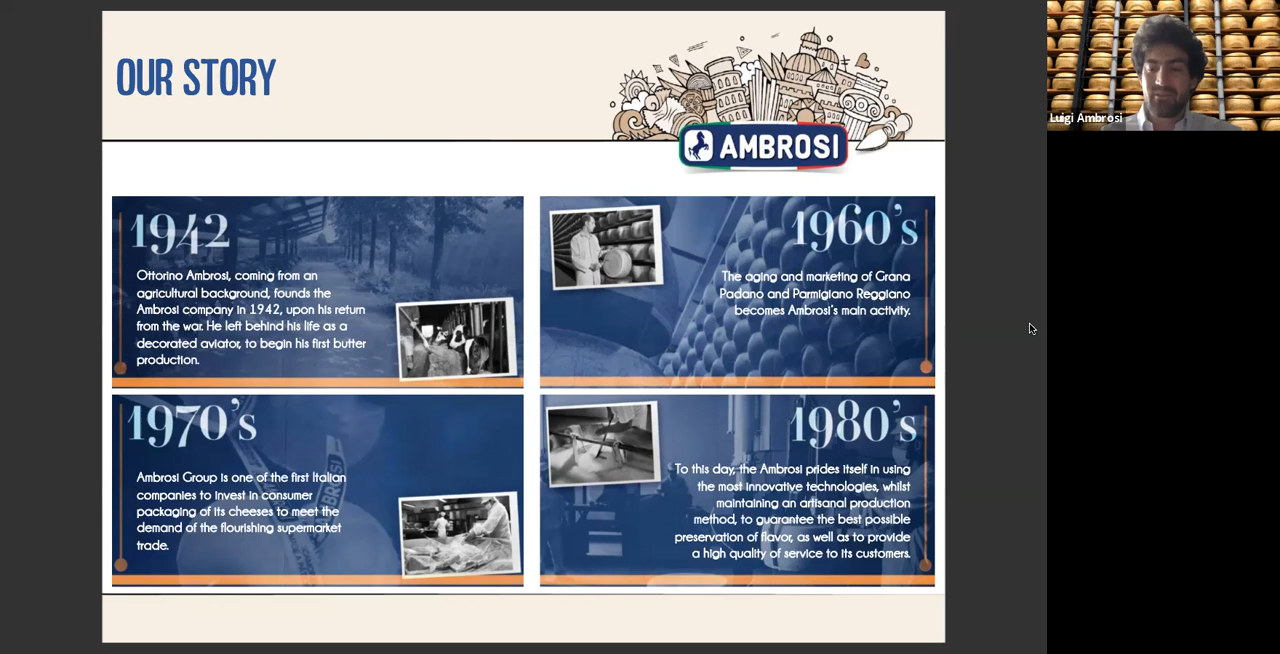 OUR STORY
AMBROSI
Luigi Ambrosi
1942
Ottorino Ambrosi, coming from an
agricultural background, founds the
Ambrosi company in 1942, upon his return
from the war. He left behind his life as a
decorated aviator, to begin his first butter
production.
1960's
The aging and marketing of Grana
Padano and Parmigiano Reggiano
becomes Ambrosi's main activity.
1970's
Ambrosi Group is one of the first Italian
companies to invest in consumer
packaging of its cheeses to meet the
demand of the flourishing supermarket
trade.
1980's
To this day, the Ambrosi prides itself in using
the most innovative technologies, whilst
maintaining an artisanal production
method, to guarantee the best possible
preservation of flavor, as well as to provide
a high quality of service to its customers.